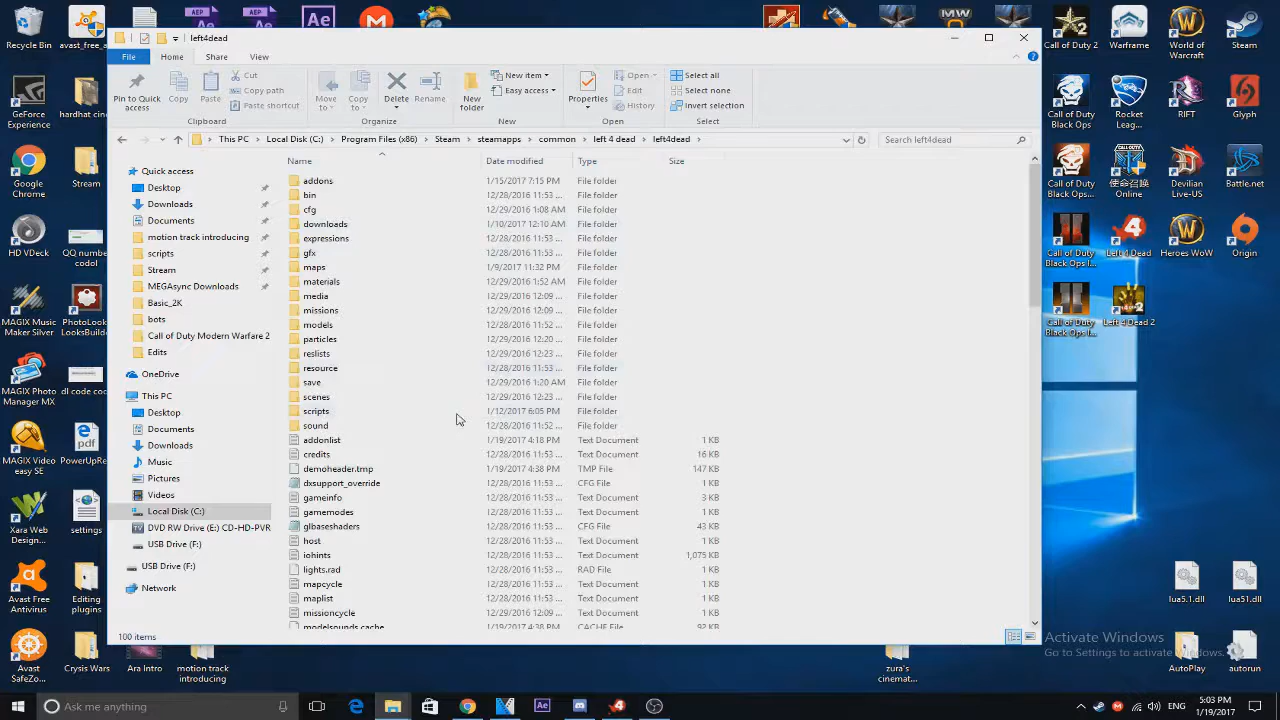 left4dead
File
Home
Share
View
Pin to Quick access
Copy
Paste
Cut
Copy path
Paste shortcut
Clipboard
Move to
Copy to
Delete
Rename
Organize
New folder
New item
Easy access
New
Properties
Open
Edit
History
Open
Select all
Select none
Invert selection
Select
This PC > Local Disk (C:) > Program Files (x86) > Steam > steamapps > common > left 4 dead > left4dead >
Search left4dead
Name Date modified Type Size
Quick access
Desktop
Downloads
Documents
motion track introducing
scripts
Stream
MEGAsync Downloads
Basic_2K
bots
Call of Duty Modern Warfare 2
Edits
OneDrive
This PC
Desktop
Documents
Downloads
Music
Pictures
Videos
Local Disk (C:)
DVD RW Drive (E:) CD-HD-PVR
USB Drive (F:)
USB Drive (F:)
Network
addons 1/15/2017 7:15 PM File folder
bin 12/28/2016 11:53 ... File folder
cfg 12/29/2016 1:08 AM File folder
downloads 1/10/2017 12:10 AM File folder
expressions 12/28/2016 11:53 ... File folder
gfx 12/28/2016 11:53 ... File folder
maps 1/9/2017 11:32 PM File folder
materials 12/29/2016 1:52 AM File folder
media 12/29/2016 12:09 ... File folder
missions 12/29/2016 12:09 ... File folder
models 12/28/2016 11:52 ... File folder
particles 12/29/2016 12:09 ... File folder
reslists 12/29/2016 12:23 ... File folder
resource 12/28/2016 11:53 ... File folder
save 12/29/2016 1:20 AM File folder
scenes 12/29/2016 12:23 ... File folder
scripts 1/12/2017 6:05 PM File folder
sound 12/28/2016 11:52 ... File folder
addonlist 1/19/2017 4:18 PM Text Document 1 KB
credits 12/28/2016 11:53 ... Text Document 16 KB
demoheader.tmp 1/19/2017 4:38 PM TMP File 147 KB
dxsupport_override 12/28/2016 11:53 ... CFG File 1 KB
gameinfo 12/28/2016 11:53 ... Text Document 3 KB
gamemodes 12/28/2016 11:53 ... Text Document 1 KB
glbaseshaders 12/28/2016 11:53 ... CFG File 43 KB
host 12/28/2016 11:53 ... Text Document 1 KB
iohints 12/28/2016 11:53 ... Text Document 1,075 KB
lights.rad 12/28/2016 11:53 ... RAD File 1 KB
mapcycle 12/28/2016 11:53 ... Text Document 1 KB
maplist 12/28/2016 11:53 ... Text Document 1 KB
missioncycle 12/29/2016 12:09 ... Text Document 1 KB
modelsounds.cache 1/19/2017 4:38 PM CACHE File 92 KB
100 items
Recycle Bin
avast_free_a
GeForce Experience
hardhat cin
Google Chrome
Stream
HD VDeck
QQ number codol
MAGIX Music Maker Silver
PhotoLook LooksBuild
MAGIX Photo Manager MX
dl code cod
MAGIX Video easy SE
PowerUpRe
Xara Web Design...
settings
Avast Free Antivirus
Editing plugins
Avast SafeZo...
Crysis Wars
Ara Intro
motion track introducing
AEP
AEP
Ae
MW
Call of Duty 2
Warframe
World of Warcraft
Steam
Call of Duty Black Ops
Rocket Leag...
RIFT
Glyph
Call of Duty Black Ops
使命召唤 Online
Devilian Live-US
Battle.net
Call of Duty Black Ops I...
Left 4 Dead
Heroes WoW
Origin
Call of Duty Black Ops I...
Left 4 Dead 2
lua5.1.dll
lua51.dll
Activate Windows
Go to Settings to activate Windows.
zura's cinemat...
AutoPlay
autorun
Ask me anything
Ae
ENG
5:03 PM
1/19/2017